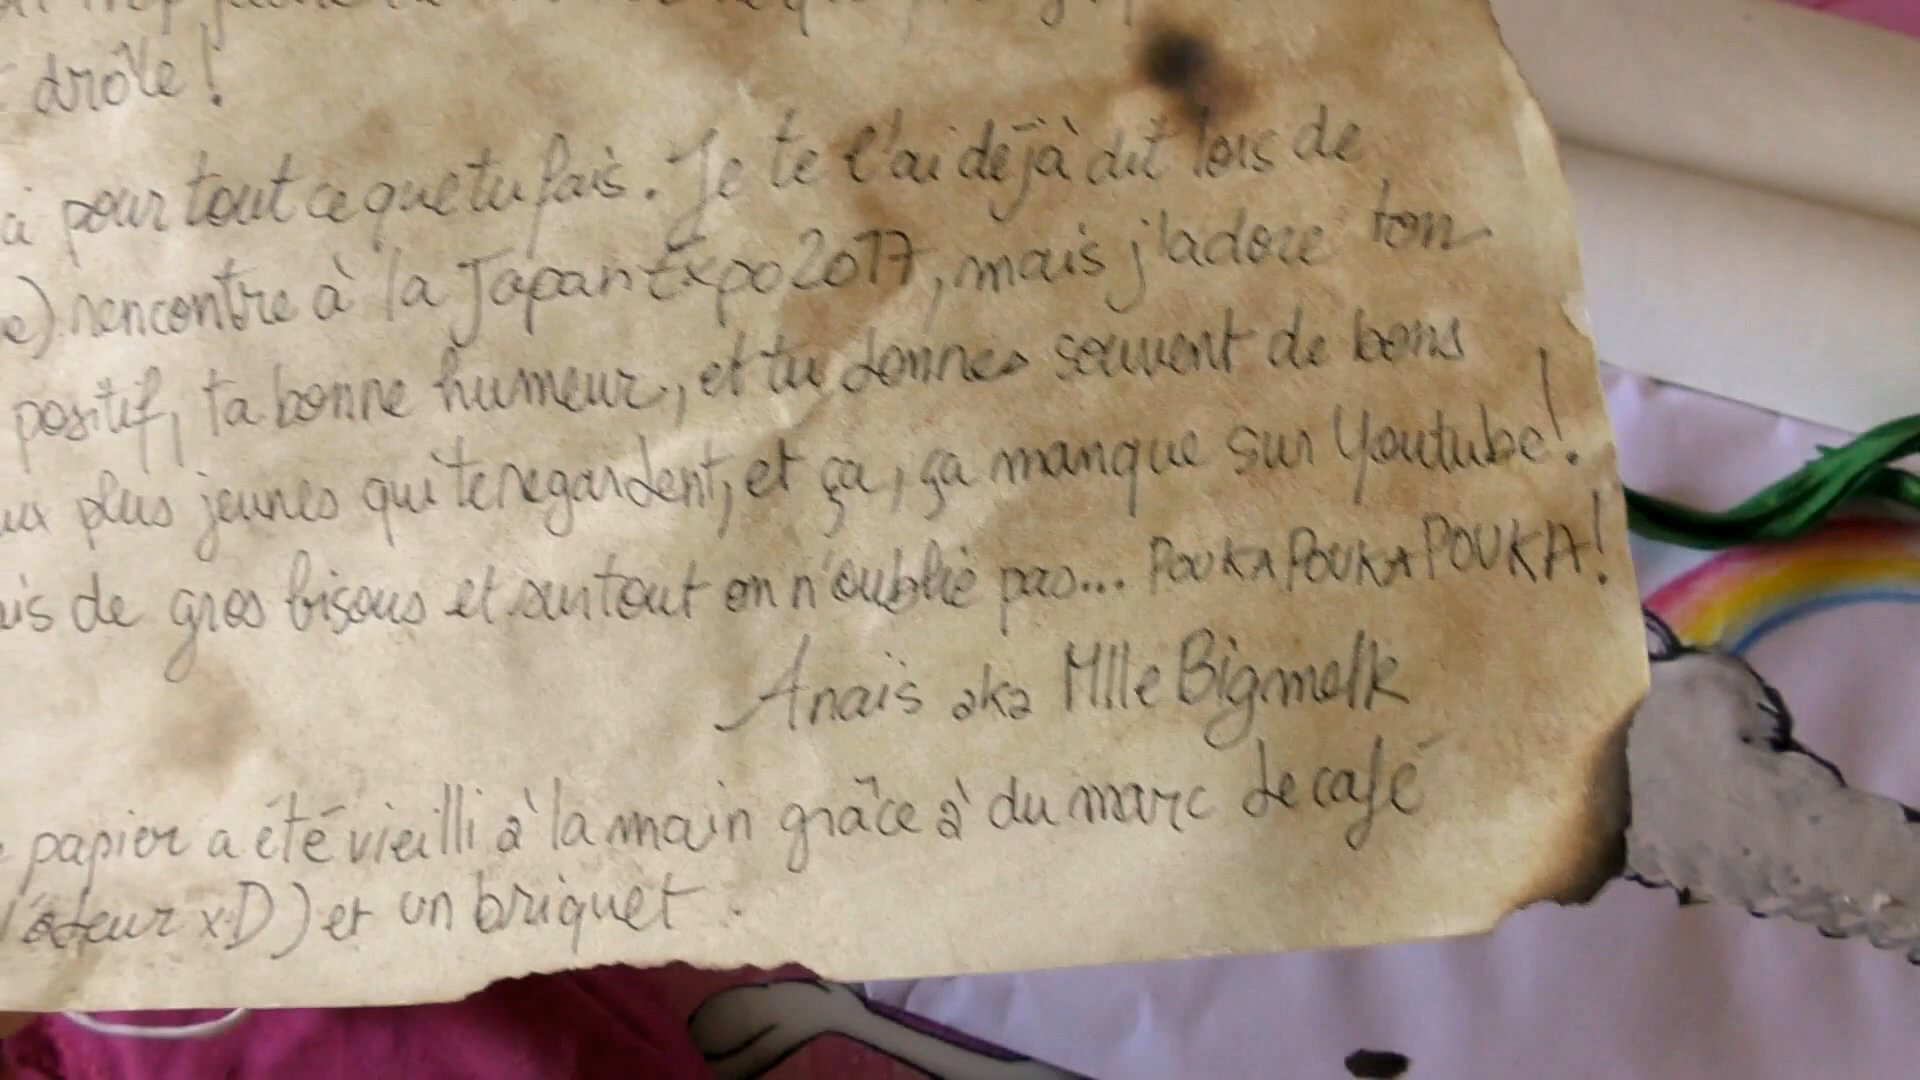 drôle !
pour tout ce que tu fais. Je te l'ai déjà dit lors de
e) rencontre à la Japan Expo 2017, mais j'adore ton
positif, ta bonne humeur, et tu donnes souvent de bons
plus jeunes qui te regardent, et ça, ça manque sur Youtube !
de gros bisous et surtout on n'oublie pas... POUKA POUKA POUKA !
Anaïs aka Mlle Bigmelk
papier a été vieilli à la main grâce à du marc de café
xD) et un briquet.